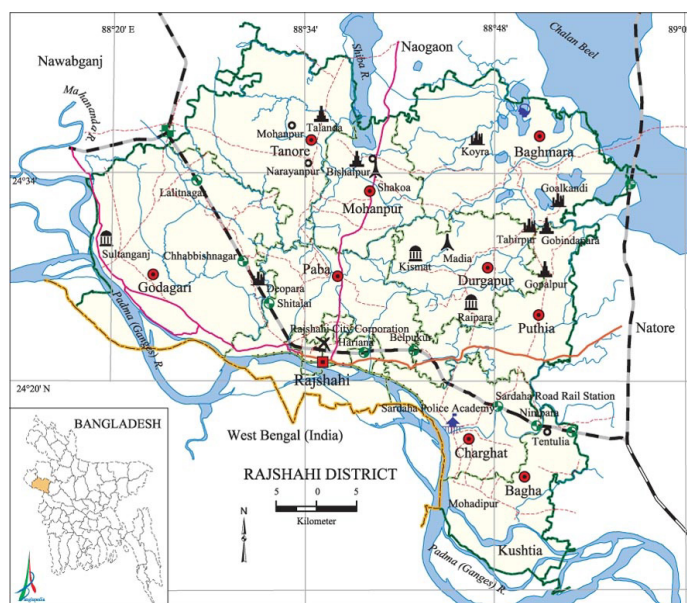 88°20' E
88°34'
88°48'
89°0
Nawabganj
Naogaon
Chalan Beel
Shiba R.
Mahananda R.
Mohanpur
Talanda
Tanore
Koyra
Baghmara
24°34'
Narayanpur
Bishalpur
Lalitnagar
Shakoa
Mohanpur
Goalkandi
Sultanganj
Tahirpur
Gobindapara
Chhabbishnagar
Kismat
Madia
Godagari
Deopara
Paba
Durgapur
Gopalpur
Shitalai
Raipara
Puthia
Padma (Ganges) R.
Rajshahi City Corporation
Hariana
Belpukur
Natore
24°20' N
Rajshahi
Sardaha Road Rail Station
Sardaha Police Academy
BANGLADESH
West Bengal (India)
Tentulia
Charghat
RAJSHAHI DISTRICT
Bagha
5 0 5
Kilometer
Mohadipur
N
Kushtia
Padma (Ganges) R.
Banglapedia